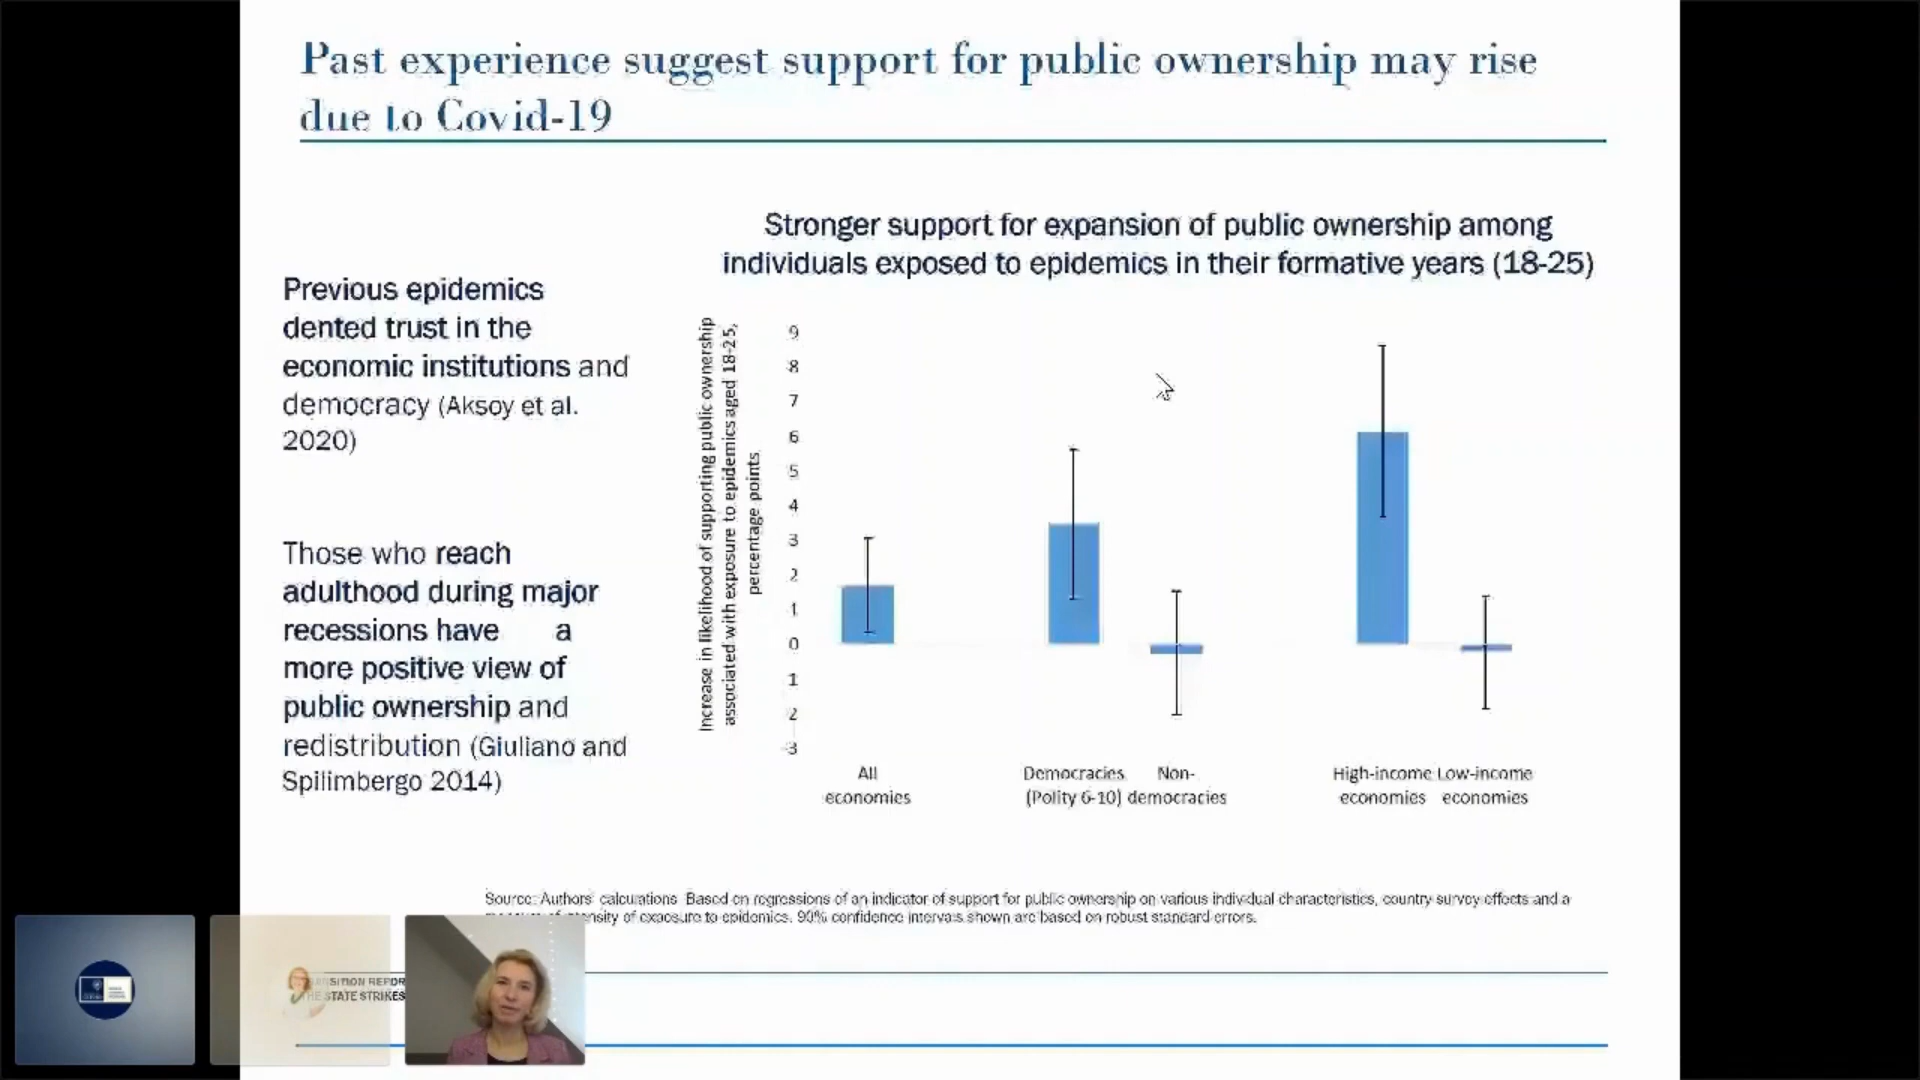 Past experience suggest support for public ownership may rise
due to Covid-19
Previous epidemics
dented trust in the
economic institutions and
democracy (Aksoy et al.
2020)
Those who reach
adulthood during major
recessions have a
more positive view of
public ownership and
redistribution (Giuliano and
Spilimbergo 2014)
Stronger support for expansion of public ownership among
individuals exposed to epidemics in their formative years (18-25)
Increase in likelihood of supporting public ownership
associated with exposure to epidemics aged 18-25,
percentage points
9
8
7
6
5
4
3
2
1
0
1
2
-3
All
economies
Democracies
(Polity 6-10)
Non-
democracies
High-income
economies
Low-income
economies
Source: Authors' calculations. Based on regressions of an indicator of support for public ownership on various individual characteristics, country survey effects and a
of exposure to epidemics. 90% confidence intervals shown are based on robust standard errors.
REPOR
THE STATE STRIKES